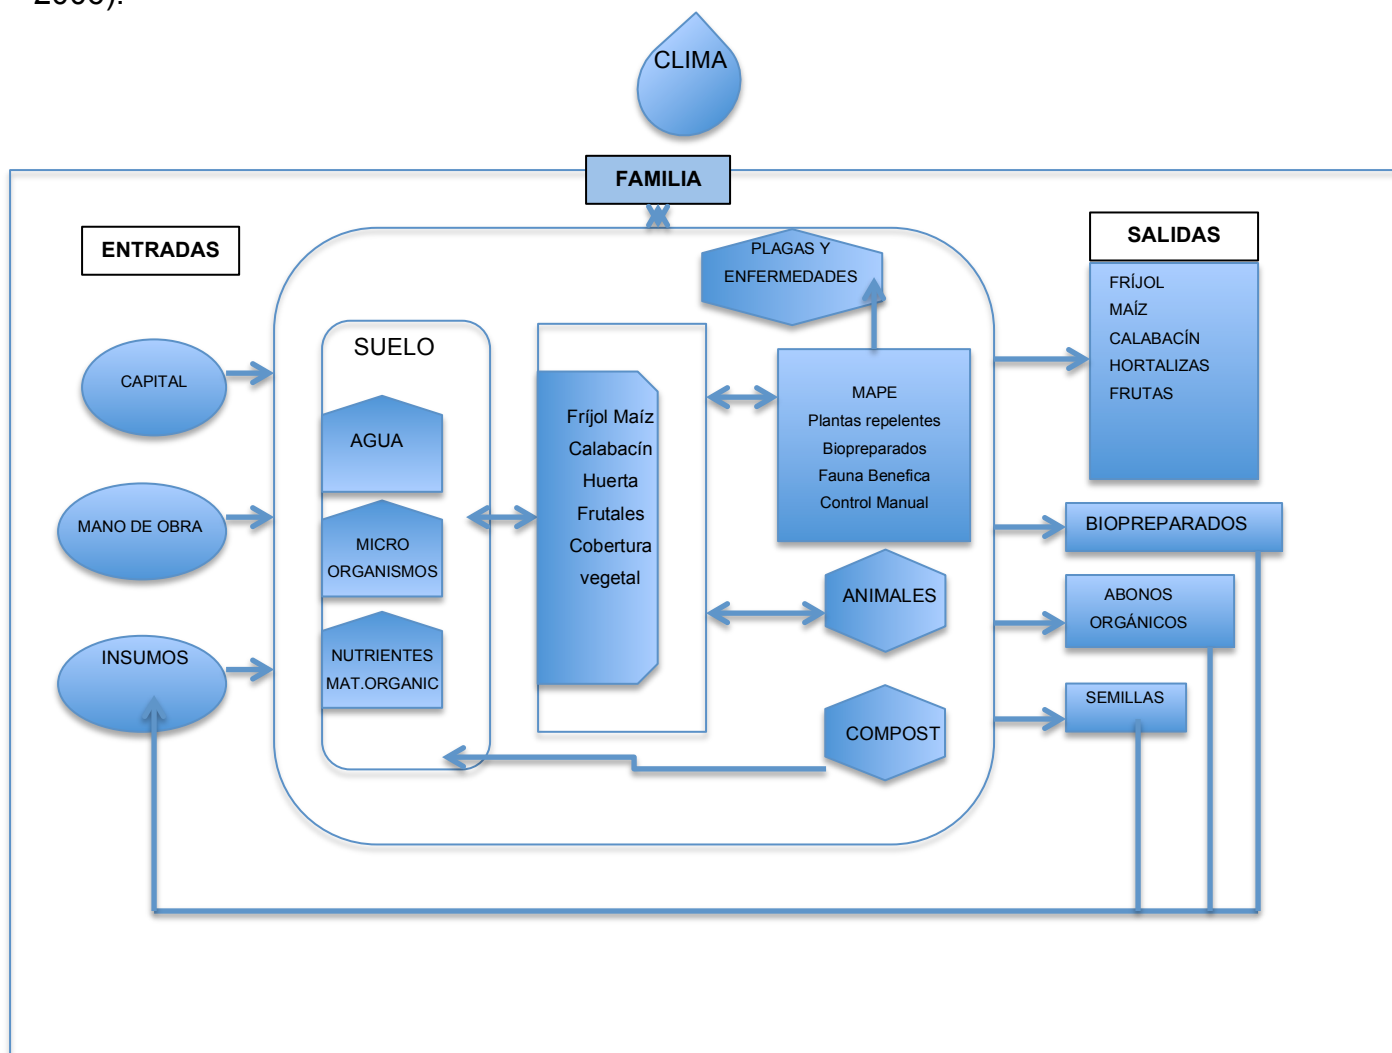 CLIMA
FAMILIA
ENTRADAS
CAPITAL
MANO DE OBRA
INSUMOS
SUELO
AGUA
MICRO
ORGANISMOS
NUTRIENTES
MAT.ORGANIC
Fríjol Maíz
Calabacín
Huerta
Frutales
Cobertura
vegetal
PLAGAS Y
ENFERMEDADES
MAPE
Plantas repelentes
Biopreparados
Fauna Benefica
Control Manual
ANIMALES
COMPOST
SALIDAS
FRÍJOL
MAÍZ
CALABACÍN
HORTALIZAS
FRUTAS
BIOPREPARADOS
ABONOS
ORGÁNICOS
SEMILLAS